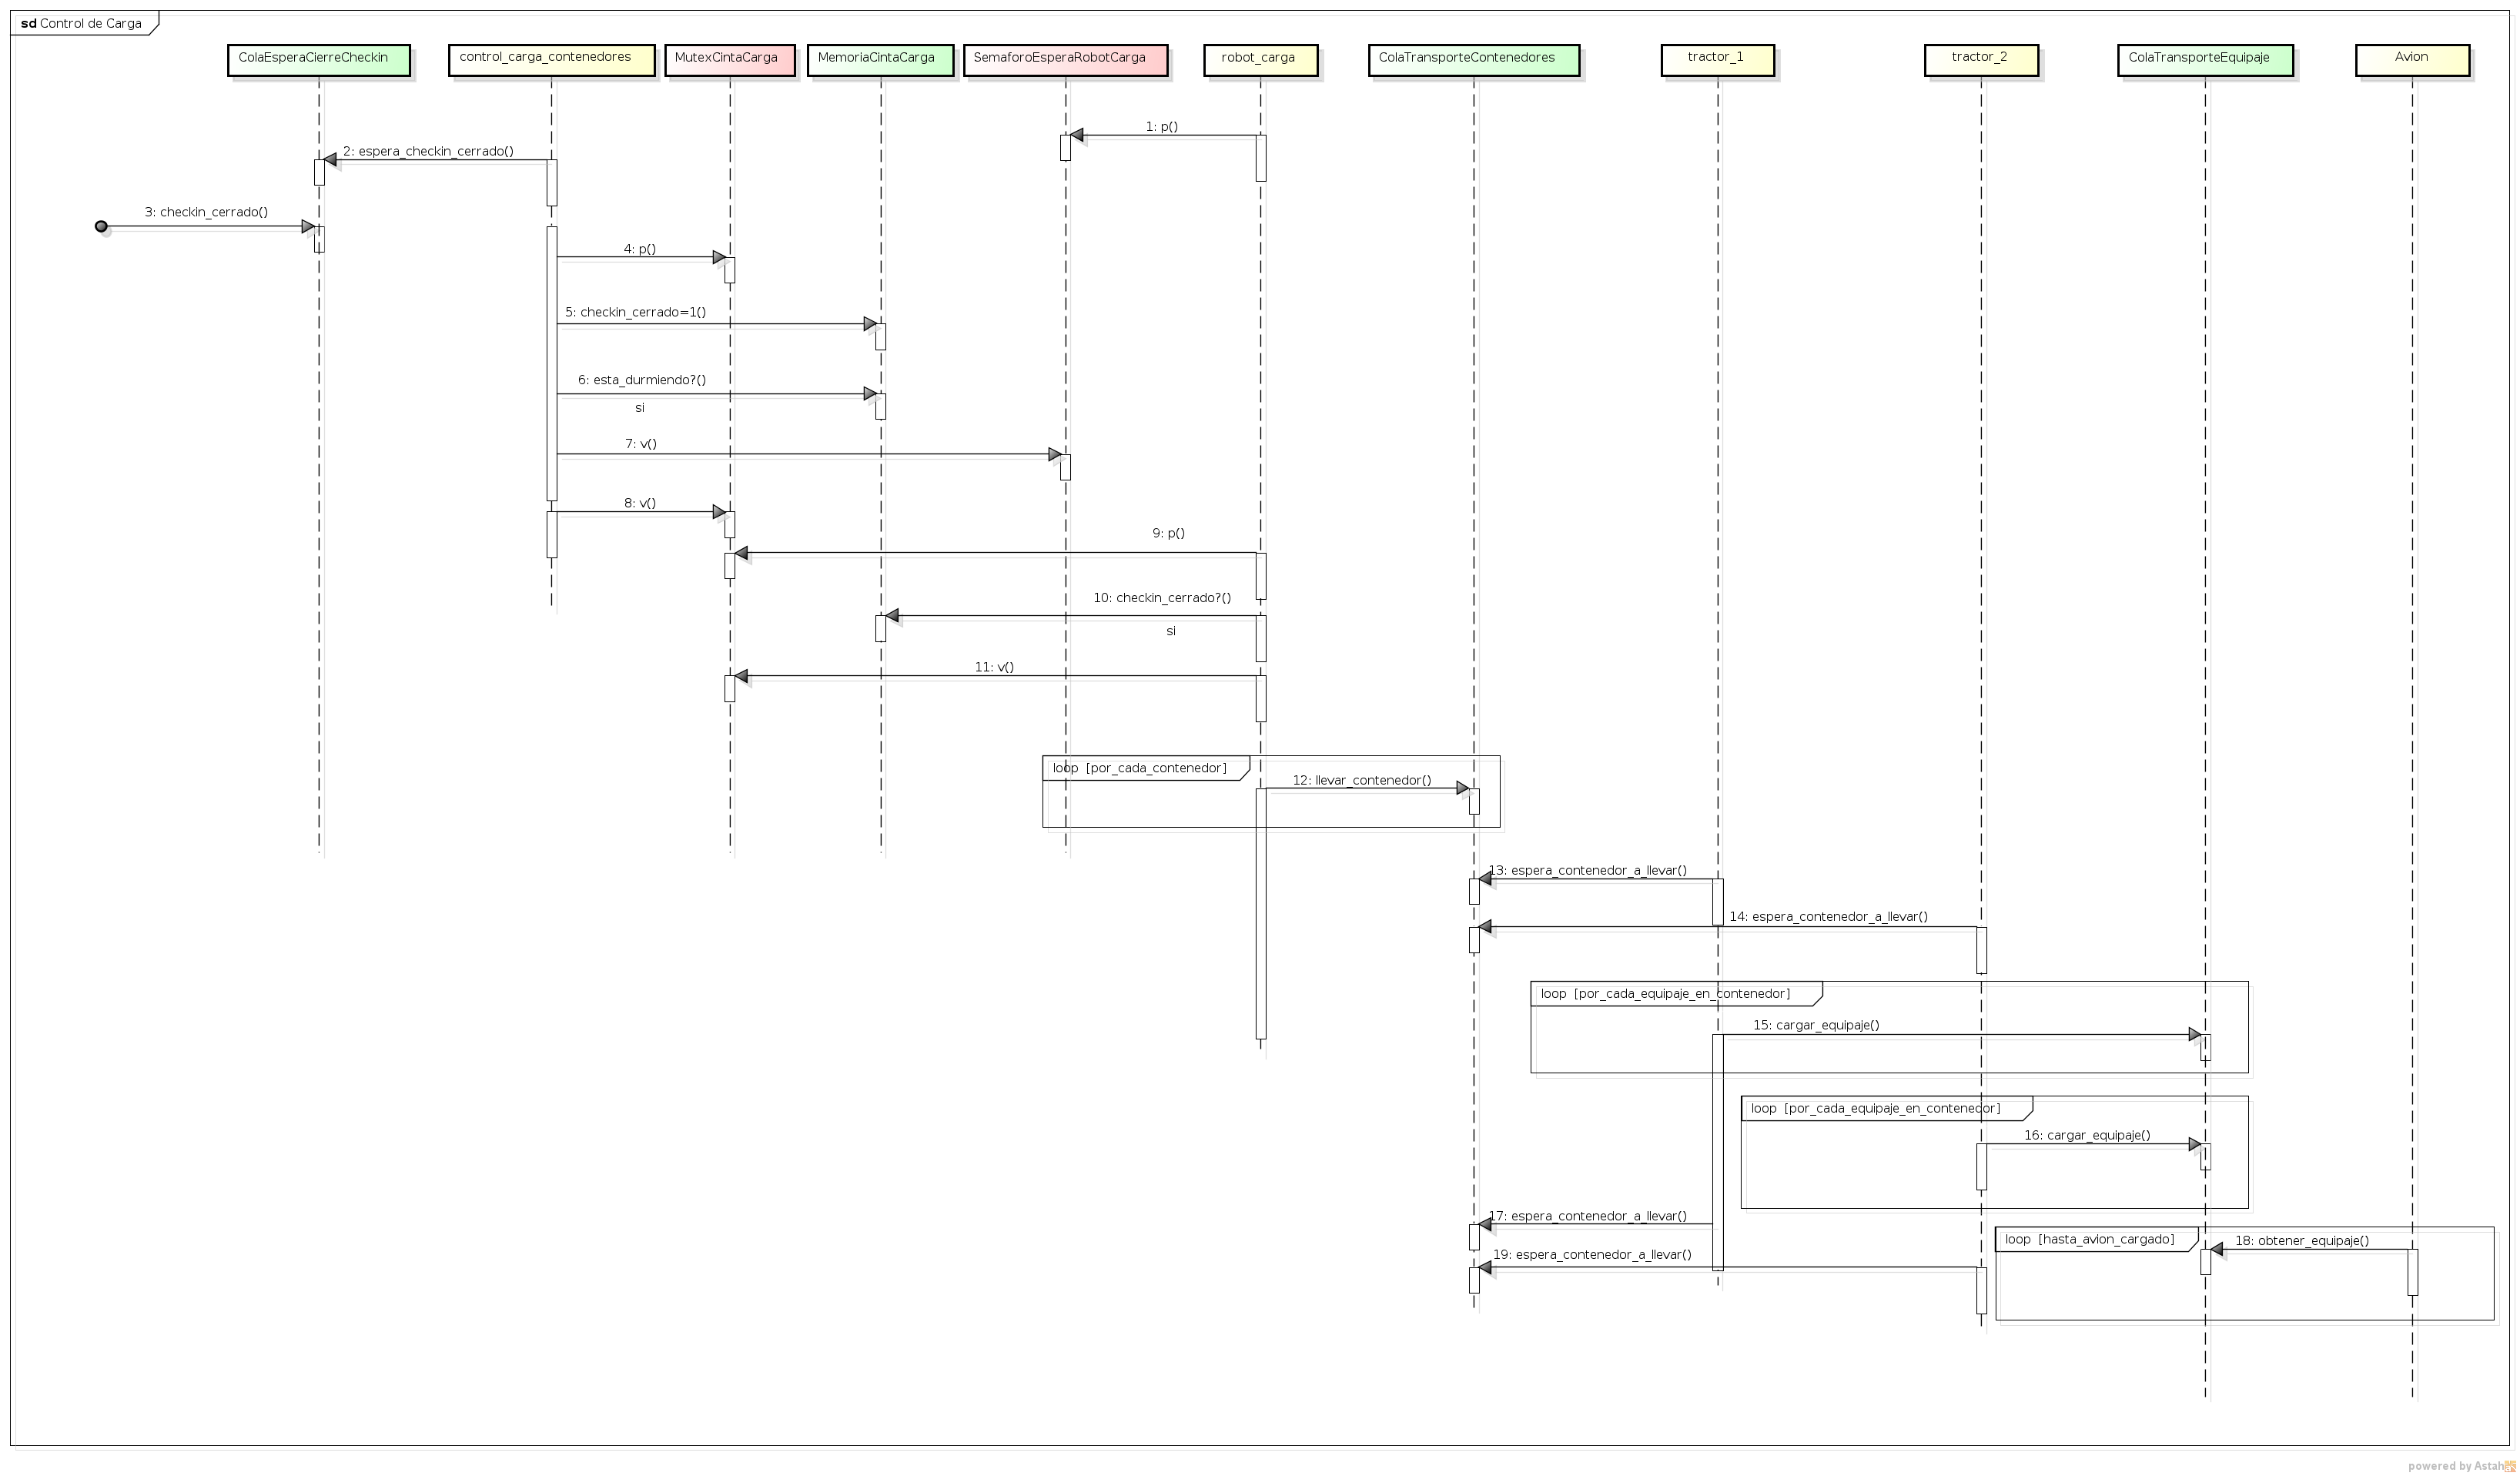 sd Control de Carga
ColaEsperaCierreCheckin
control_carga_contenedores
MutexCintaCarga
MemoriaCintaCarga
SemaforoEsperaRobotCarga
robot_carga
ColaTransporteContenedores
tractor_1
tractor_2
ColaTransporteEquipaje
Avion
1: p()
2: espera_checkin_cerrado()
3: checkin_cerrado()
4: p()
5: checkin_cerrado=1()
6: esta_durmiendo?()
si
7: v()
8: v()
9: p()
10: checkin_cerrado?()
si
11: v()
loop [por_cada_contenedor]
12: llevar_contenedor()
13: espera_contenedor_a_llevar()
14: espera_contenedor_a_llevar()
loop [por_cada_equipaje_en_contenedor]
15: cargar_equipaje()
loop [por_cada_equipaje_en_contenedor]
16: cargar_equipaje()
17: espera_contenedor_a_llevar()
loop [hasta_avion_cargado]
18: obtener_equipaje()
19: espera_contenedor_a_llevar()
powered by Astah